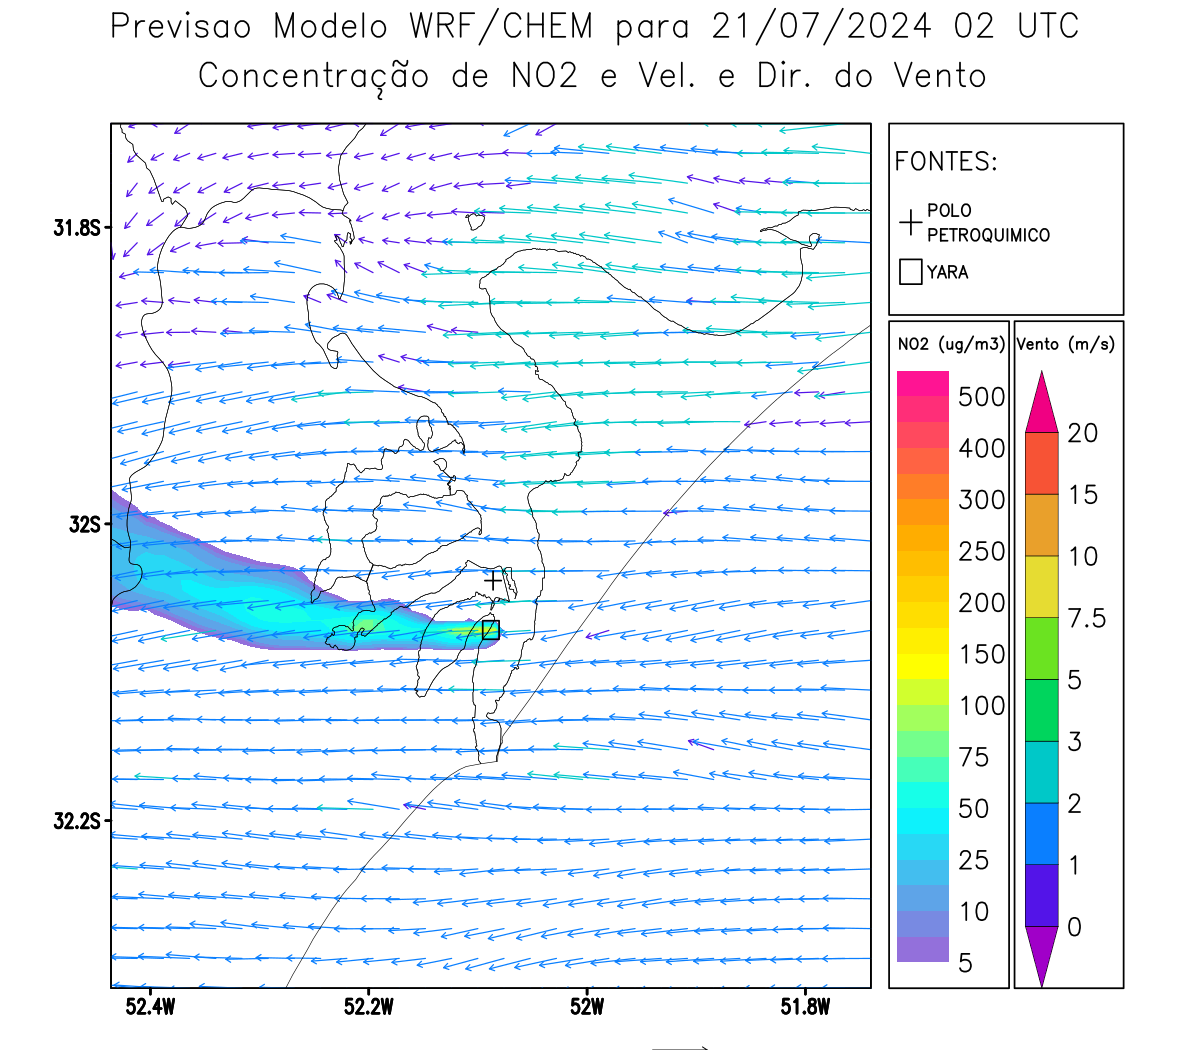 Previsao Modelo WRF/CHEM para 21/07/2024 02 UTC
Concentração de NO2 e Vel. e Dir. do Vento
FONTES:
POLO
PETROQUIMICO
YARA
NO2 (ug/m3)
500
400
300
250
200
150
100
75
50
25
10
5
Vento (m/s)
20
15
10
7.5
5
3
2
1
0
31.8S
32S
32.2S
52.4W
52.2W
52W
51.8W